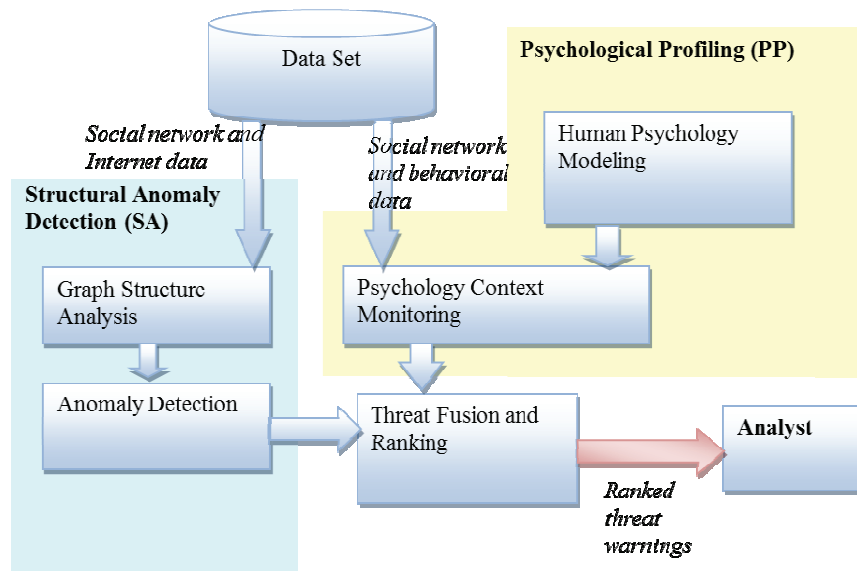 Data Set
Psychological Profiling (PP)
Social network and
Internet data
Social network
and behavioral
data
Human Psychology
Modeling
Structural Anomaly
Detection (SA)
Graph Structure
Analysis
Psychology Context
Monitoring
Anomaly Detection
Threat Fusion and
Ranking
Analyst
Ranked
threat
warnings